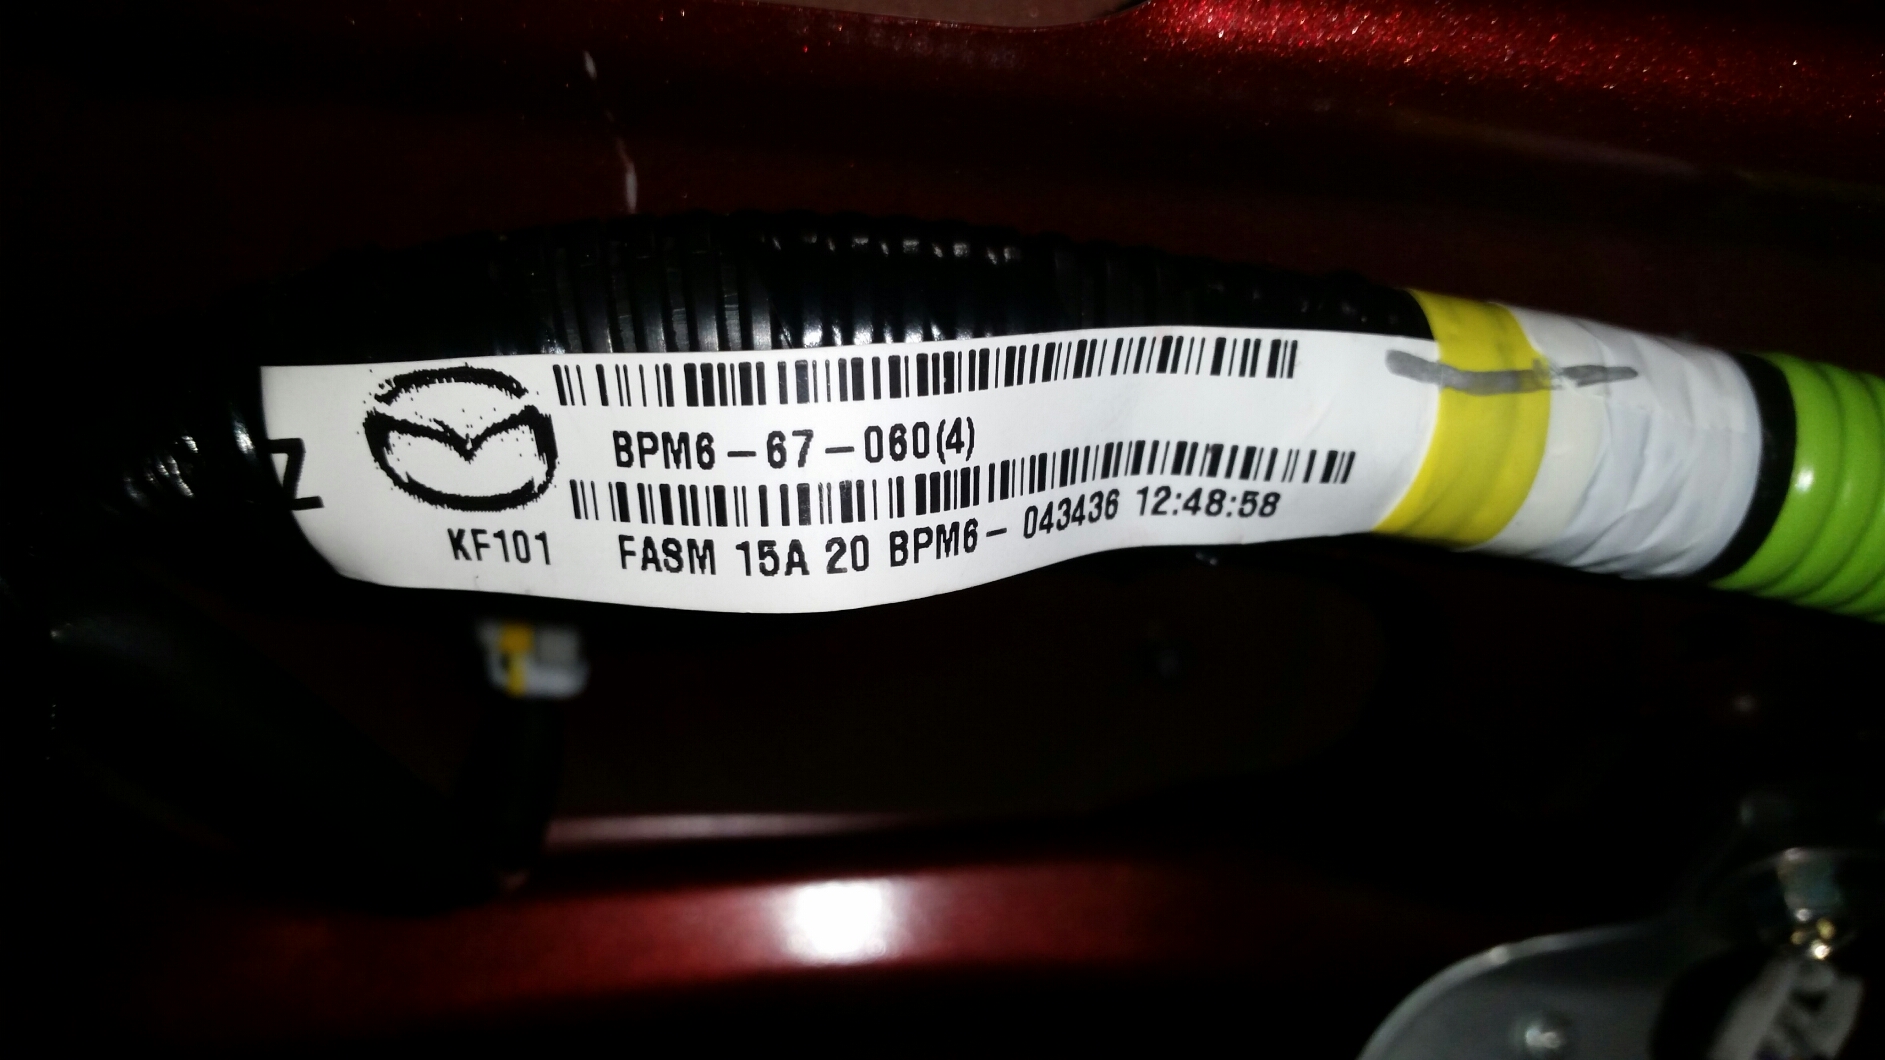 BPM6-67-060(4)
Z
KF101 FASM 15A 20 BPM6-043436 12:48:58